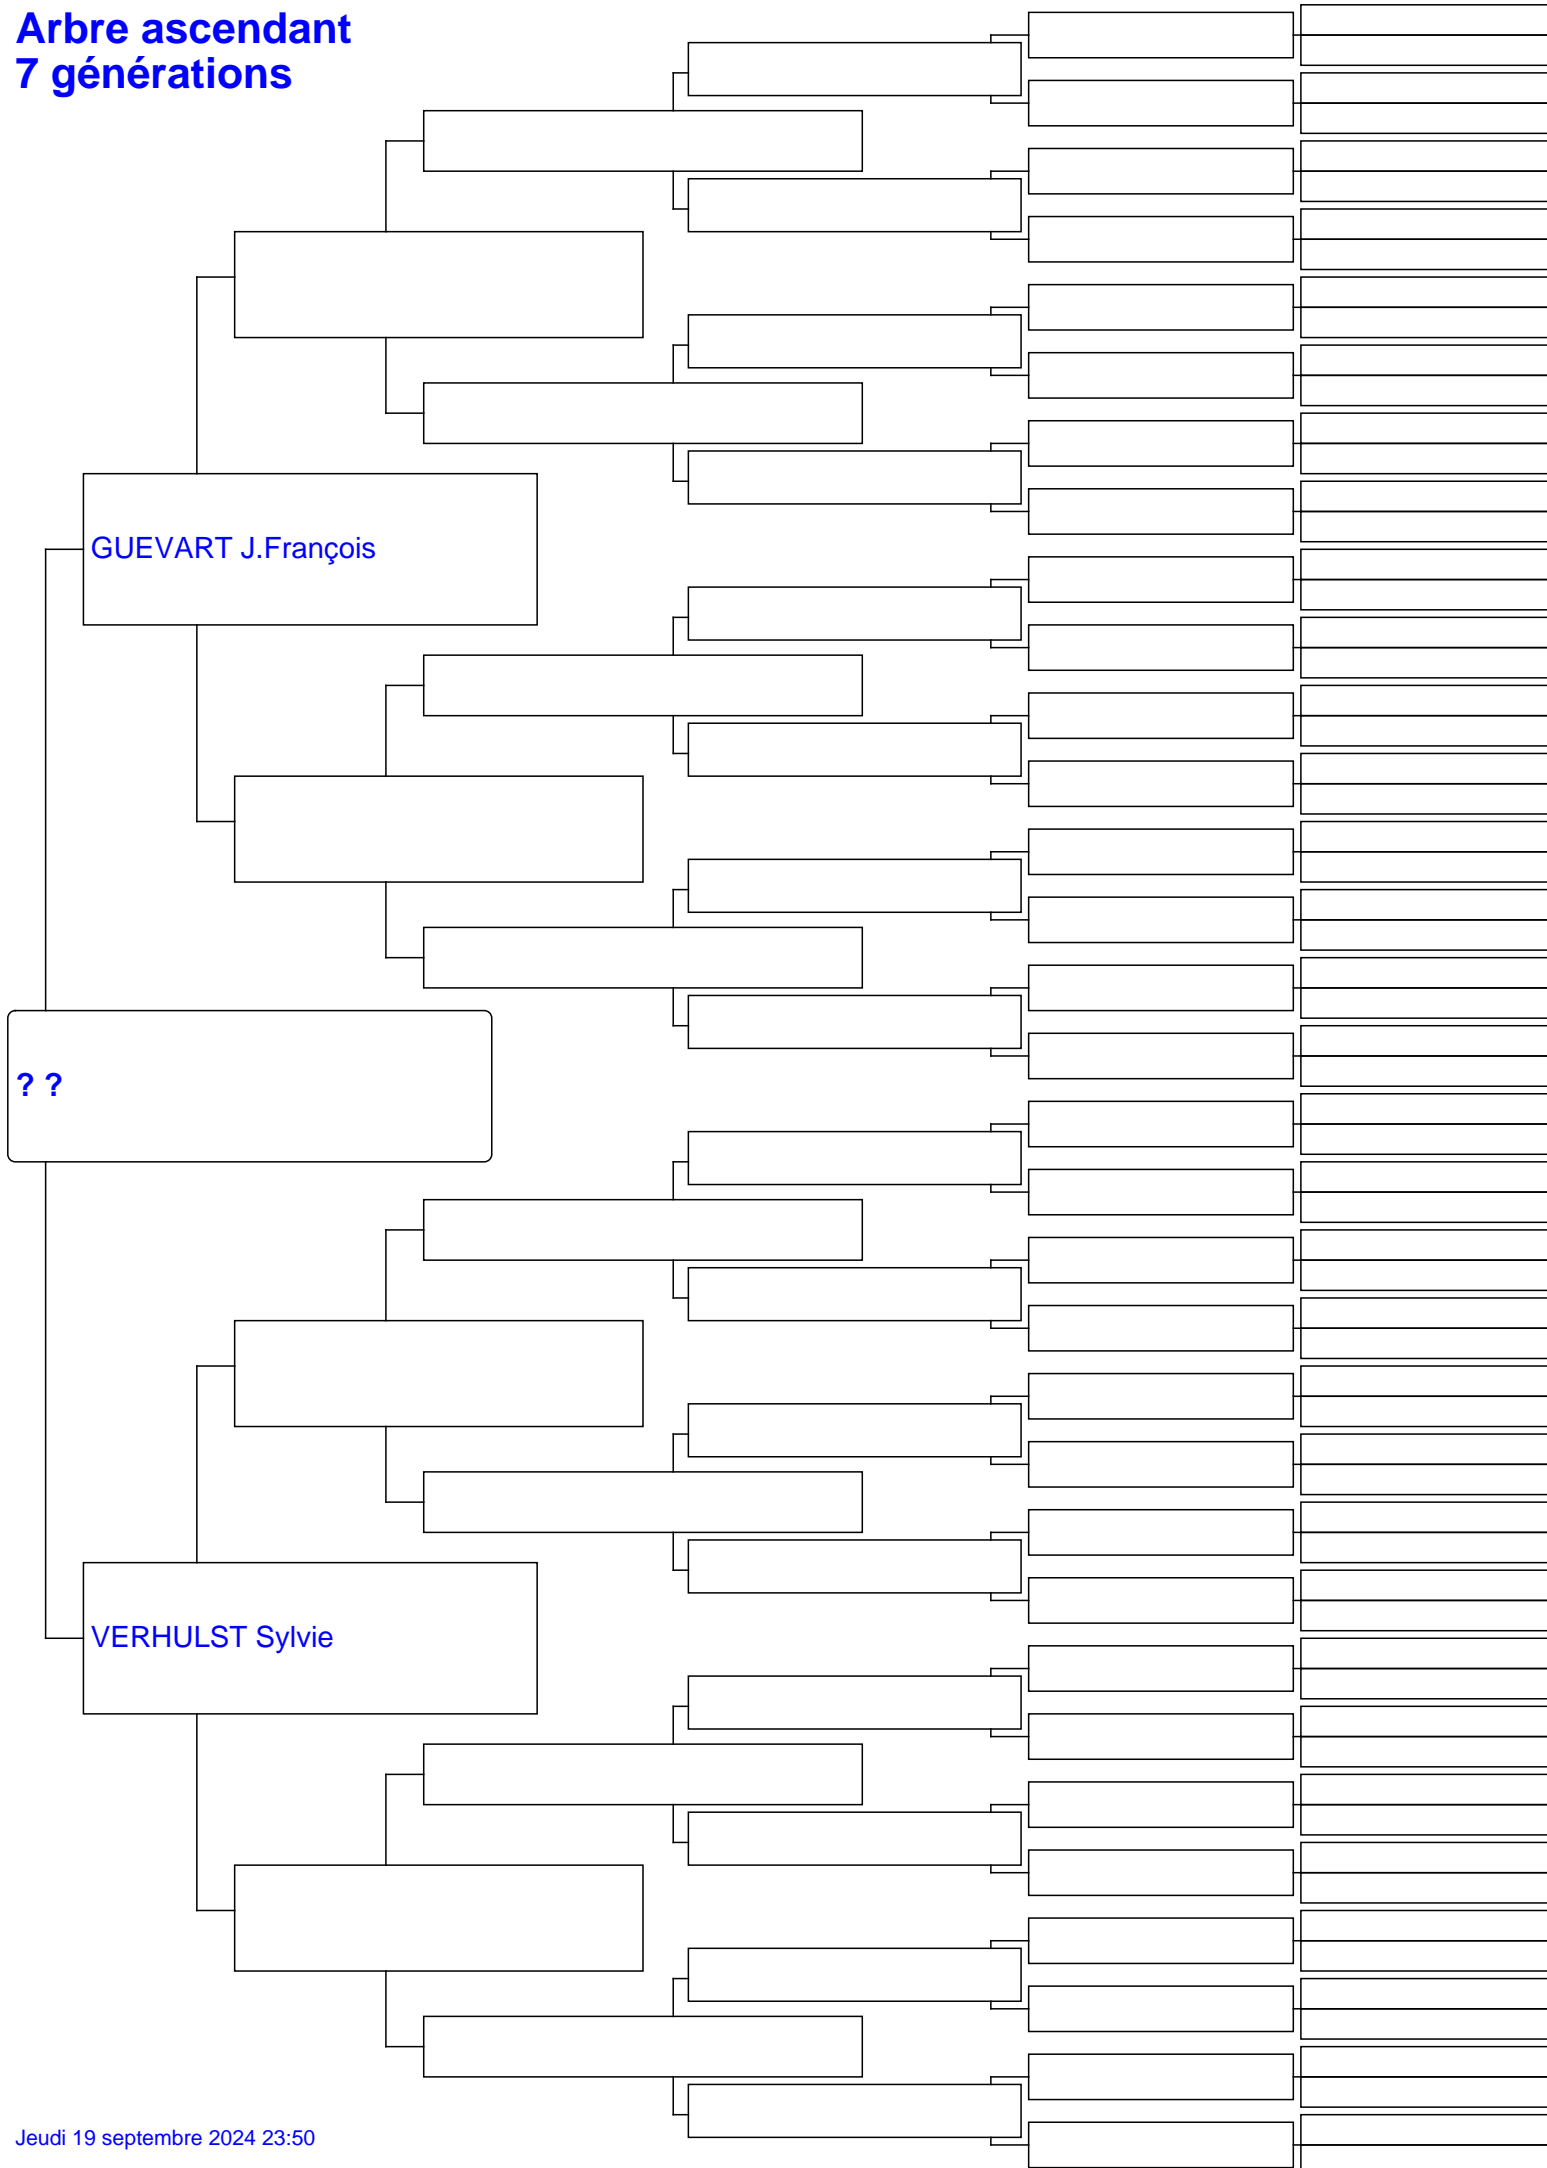 Arbre ascendant
7 générations
GUEVART J.François
? ?
VERHULST Sylvie
Jeudi 19 septembre 2024 23:50